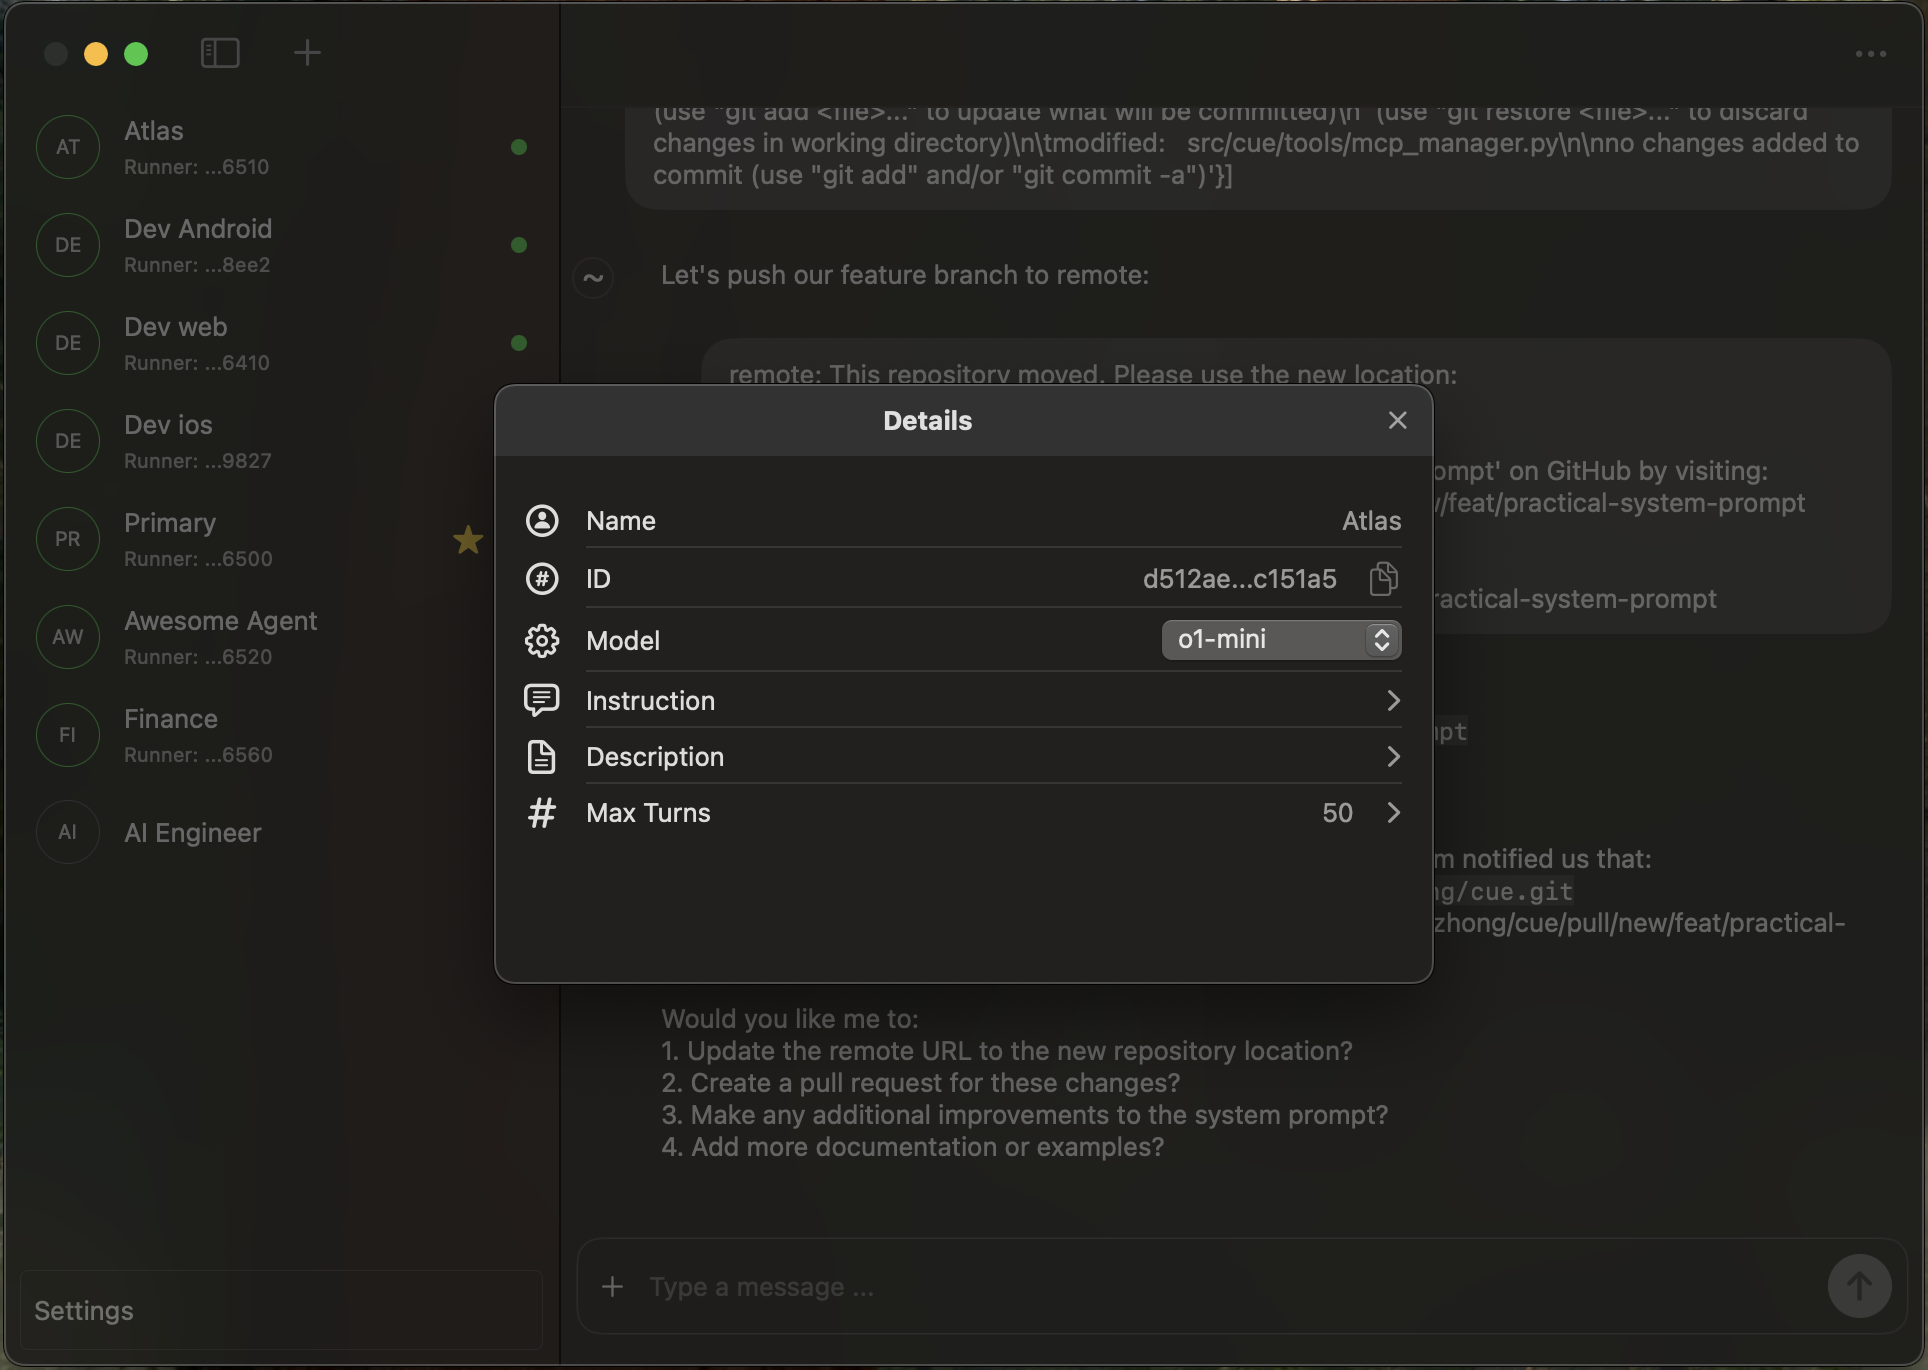 AT
Atlas
Runner: ...6510
DE
Dev Android
Runner: ...8ee2
DE
Dev web
Runner: ...6410
DE
Dev ios
Runner: ...9827
PR
Primary
Runner: ...6500
AW
Awesome Agent
Runner: ...6520
FI
Finance
Runner: ...6560
AI
AI Engineer
Settings
(use "git add <file>..." to update what will be committed)\n  (use "git restore <file>..." to discard
changes in working directory)\n\tmodified:   src/cue/tools/mcp_manager.py\n\nno changes added to
commit (use "git add" and/or "git commit -a")'}]
~
Let's push our feature branch to remote:
remote: This repository moved. Please use the new location:
' on GitHub by visiting:
/feat/practical-system-prompt
-system-prompt
notified us that:
/cue.git
zhong/cue/pull/new/feat/practical-
Details
Name
Atlas
ID
d512ae...c151a5
Model
o1-mini
Instruction
Description
Max Turns
50
Would you like me to:
1. Update the remote URL to the new repository location?
2. Create a pull request for these changes?
3. Make any additional improvements to the system prompt?
4. Add more documentation or examples?
Type a message ...